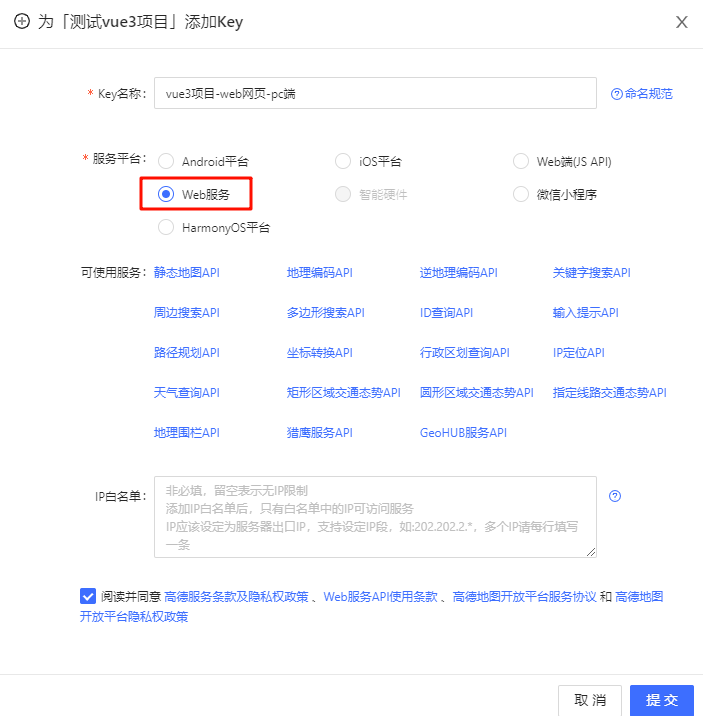 为「测试vue3项目」添加Key
* Key名称： vue3项目-web网页-pc端 命名规范
* 服务平台： Android平台 iOS平台 Web端(JS API)
Web服务 智能硬件 微信小程序
HarmonyOS平台
可使用服务： 静态地图API 地理编码API 逆地理编码API 关键字搜索API
周边搜索API 多边形搜索API ID查询API 输入提示API
路径规划API 坐标转换API 行政区划查询API IP定位API
天气查询API 矩形区域交通态势API 圆形区域交通态势API 指定线路交通态势API
地理围栏API 猎鹰服务API GeoHUB服务API
IP白名单： 非必填，留空表示无IP限制
添加IP白名单后，只有白名单中的IP可访问服务
IP应该设定为服务器出口IP，支持设定IP段，如:202.202.2.*，多个IP请每行填写
一条
阅读并同意 高德服务条款及隐私权政策 、Web服务API使用条款 、高德地图开放平台服务协议 和 高德地图
开放平台隐私权政策
取 消 提 交